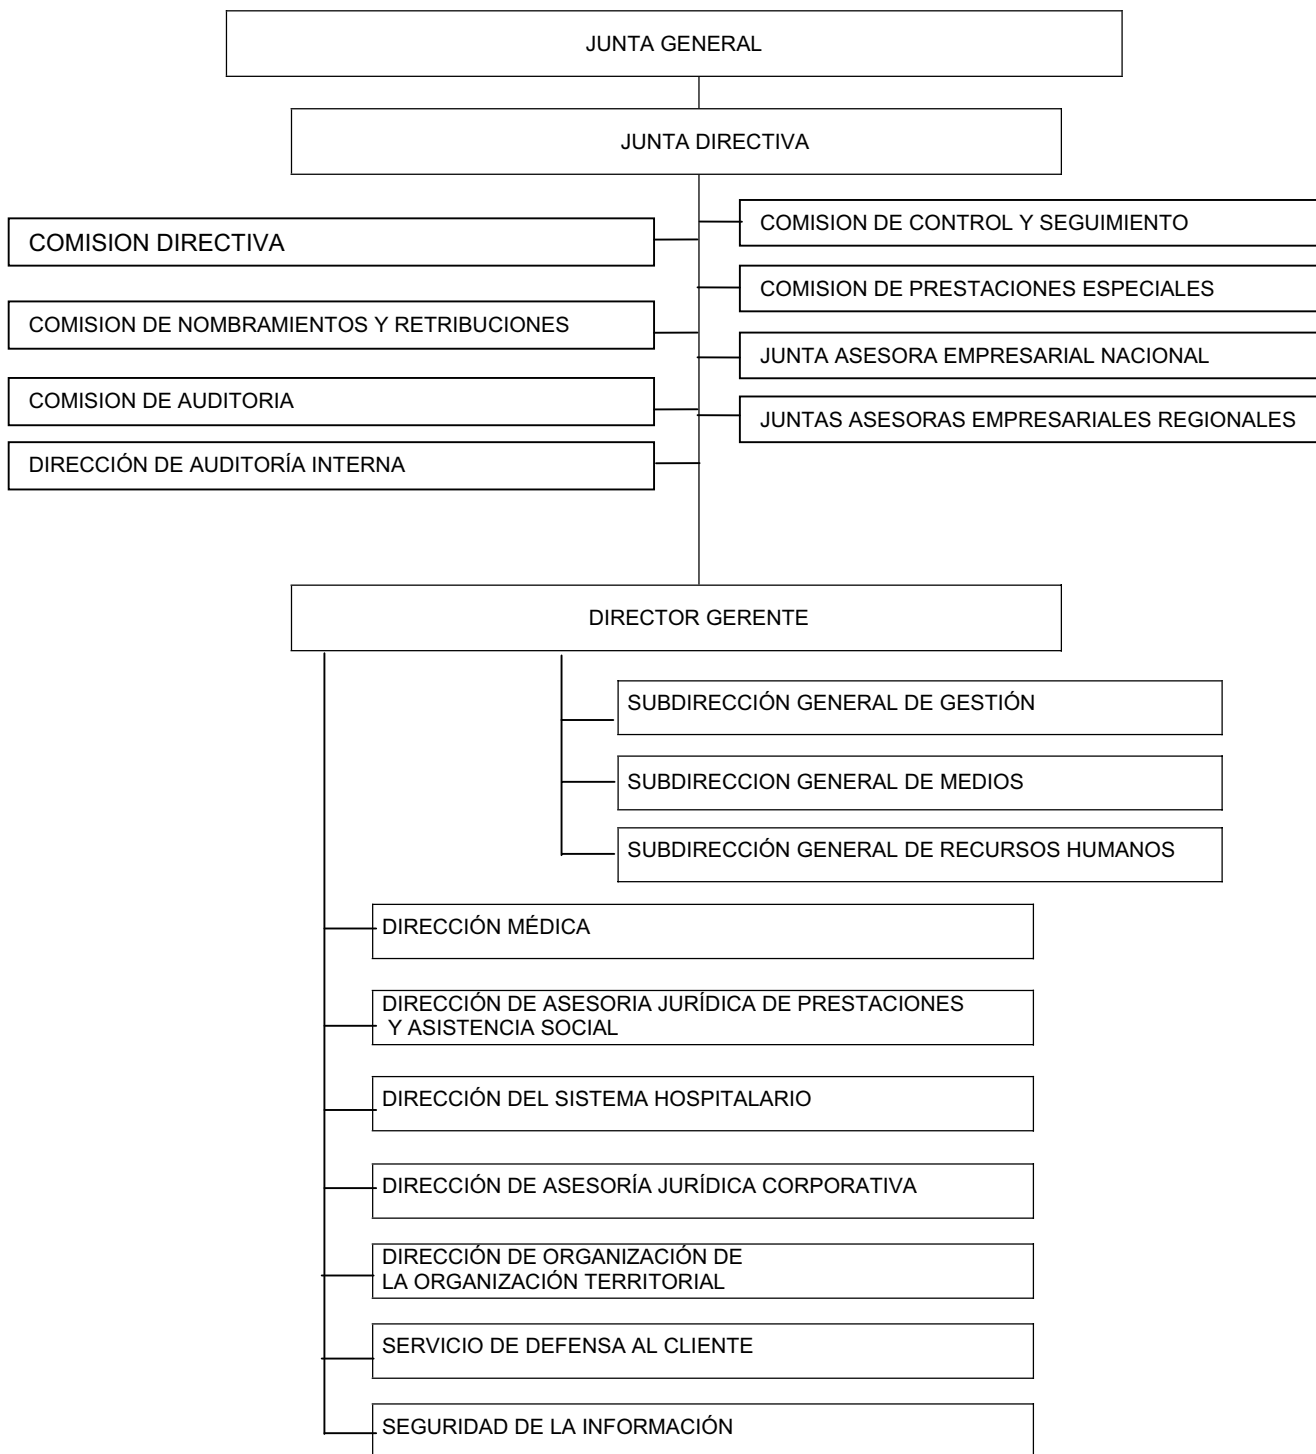 JUNTA GENERAL
JUNTA DIRECTIVA
COMISION DIRECTIVA
COMISION DE NOMBRAMIENTOS Y RETRIBUCIONES
COMISION DE AUDITORIA
DIRECCIÓN DE AUDITORÍA INTERNA
COMISION DE CONTROL Y SEGUIMIENTO
COMISION DE PRESTACIONES ESPECIALES
JUNTA ASESORA EMPRESARIAL NACIONAL
JUNTAS ASESORAS EMPRESARIALES REGIONALES
DIRECTOR GERENTE
SUBDIRECCIÓN GENERAL DE GESTIÓN
SUBDIRECCION GENERAL DE MEDIOS
SUBDIRECCIÓN GENERAL DE RECURSOS HUMANOS
DIRECCIÓN MÉDICA
DIRECCIÓN DE ASESORIA JURÍDICA DE PRESTACIONES
Y ASISTENCIA SOCIAL
DIRECCIÓN DEL SISTEMA HOSPITALARIO
DIRECCIÓN DE ASESORÍA JURÍDICA CORPORATIVA
DIRECCIÓN DE ORGANIZACIÓN DE
LA ORGANIZACIÓN TERRITORIAL
SERVICIO DE DEFENSA AL CLIENTE
SEGURIDAD DE LA INFORMACIÓN